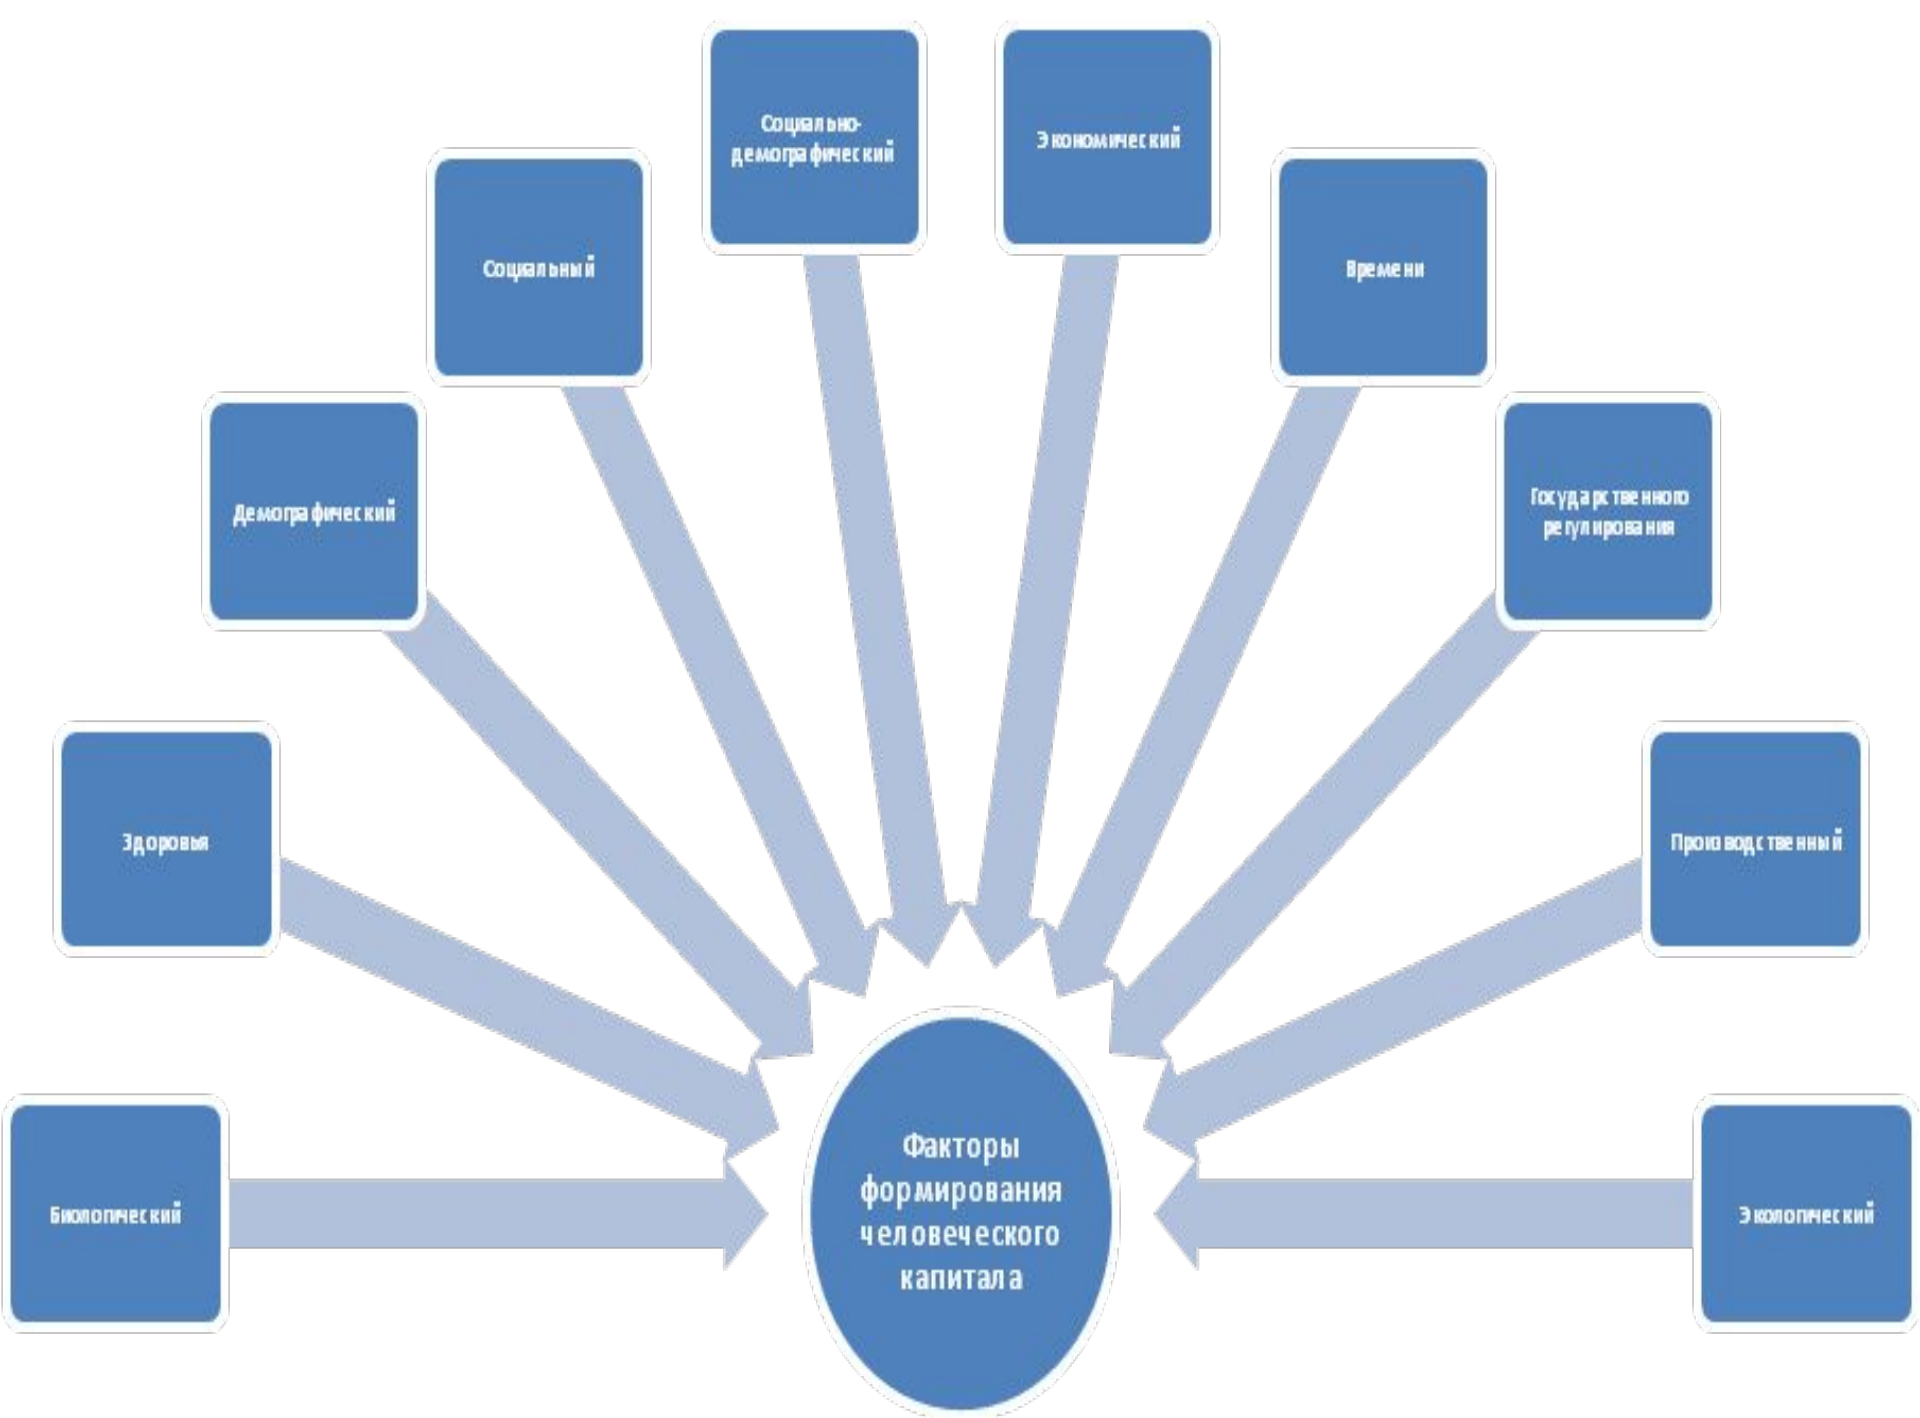 Социально-
демографический
Экономический
Социальный
Времени
Демографический
Государственного
регулирования
Здоровья
Производственный
Биологический
Факторы
формирования
человеческого
капитала
Экологический